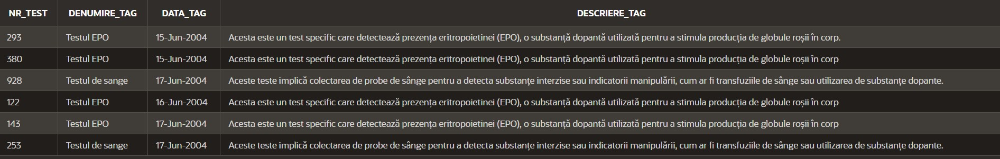 NR_TEST DENUMIRE_TAG DATA_TAG DESCRIERE_TAG
293 Testul EPO 15-Jun-2004 Acesta este un test specific care detectează prezența eritropoietinei (EPO), o substanță dopantă utilizată pentru a stimula producția de globule roșii în corp.
380 Testul EPO 15-Jun-2004 Acesta este un test specific care detectează prezența eritropoietinei (EPO), o substanță dopantă utilizată pentru a stimula producția de globule roșii în corp
928 Testul de sange 17-Jun-2004 Aceste teste implică colectarea de probe de sânge pentru a detecta substanțe interzise sau indicatorii manipulării, cum ar fi transfuziile de sânge sau utilizarea de substanțe dopante.
122 Testul EPO 16-Jun-2004 Acesta este un test specific care detectează prezența eritropoietinei (EPO), o substanță dopantă utilizată pentru a stimula producția de globule roșii în corp
143 Testul EPO 17-Jun-2004 Acesta este un test specific care detectează prezența eritropoietinei (EPO), o substanță dopantă utilizată pentru a stimula producția de globule roșii în corp
253 Testul de sange 17-Jun-2004 Aceste teste implică colectarea de probe de sânge pentru a detecta substanțe interzise sau indicatorii manipulării, cum ar fi transfuziile de sânge sau utilizarea de substanțe dopante.